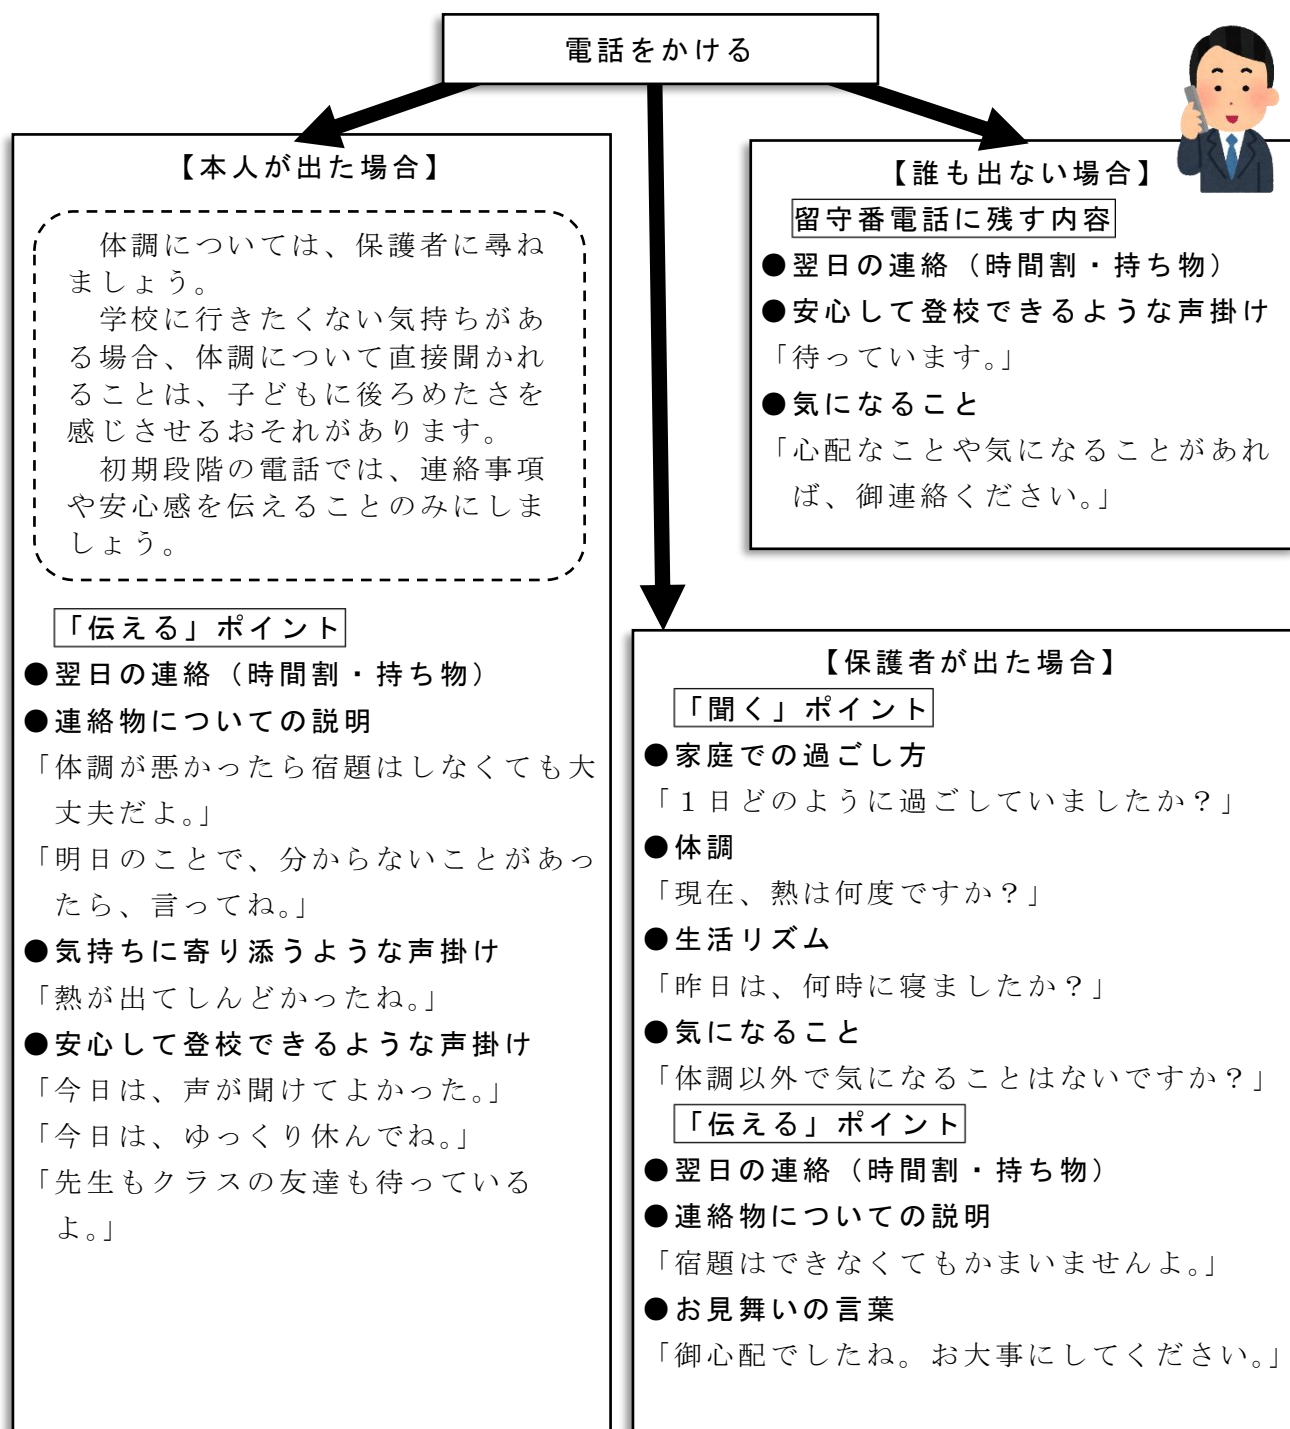 電話をかける
【本人が出た場合】
体調については、保護者に尋ね
ましょう。
学校に行きたくない気持ちがあ
る場合、体調について直接聞かれ
ることは、子どもに後ろめたさを
感じさせるおそれがあります。
初期段階の電話では、連絡事項
や安心感を伝えることのみにしま
しょう。
「伝える」ポイント
●翌日の連絡（時間割・持ち物）
●連絡物についての説明
「体調が悪かったら宿題はしなくても大
丈夫だよ。」
「明日のことで、分からないことがあっ
たら、言ってね。」
●気持ちに寄り添うような声掛け
「熱が出てしんどかったね。」
●安心して登校できるような声掛け
「今日は、声が聞けてよかった。」
「今日は、ゆっくり休んでね。」
「先生もクラスの友達も待っている
よ。」
【誰も出ない場合】
留守番電話に残す内容
●翌日の連絡（時間割・持ち物）
●安心して登校できるような声掛け
「待っています。」
●気になること
「心配なことや気になることがあれ
ば、御連絡ください。」
【保護者が出た場合】
「聞く」ポイント
●家庭での過ごし方
「１日どのように過ごしていましたか？」
●体調
「現在、熱は何度ですか？」
●生活リズム
「昨日は、何時に寝ましたか？」
●気になること
「体調以外で気になることはないですか？」
「伝える」ポイント
●翌日の連絡（時間割・持ち物）
●連絡物についての説明
「宿題はできなくてもかまいませんよ。」
●お見舞いの言葉
「御心配でしたね。お大事にしてください。」